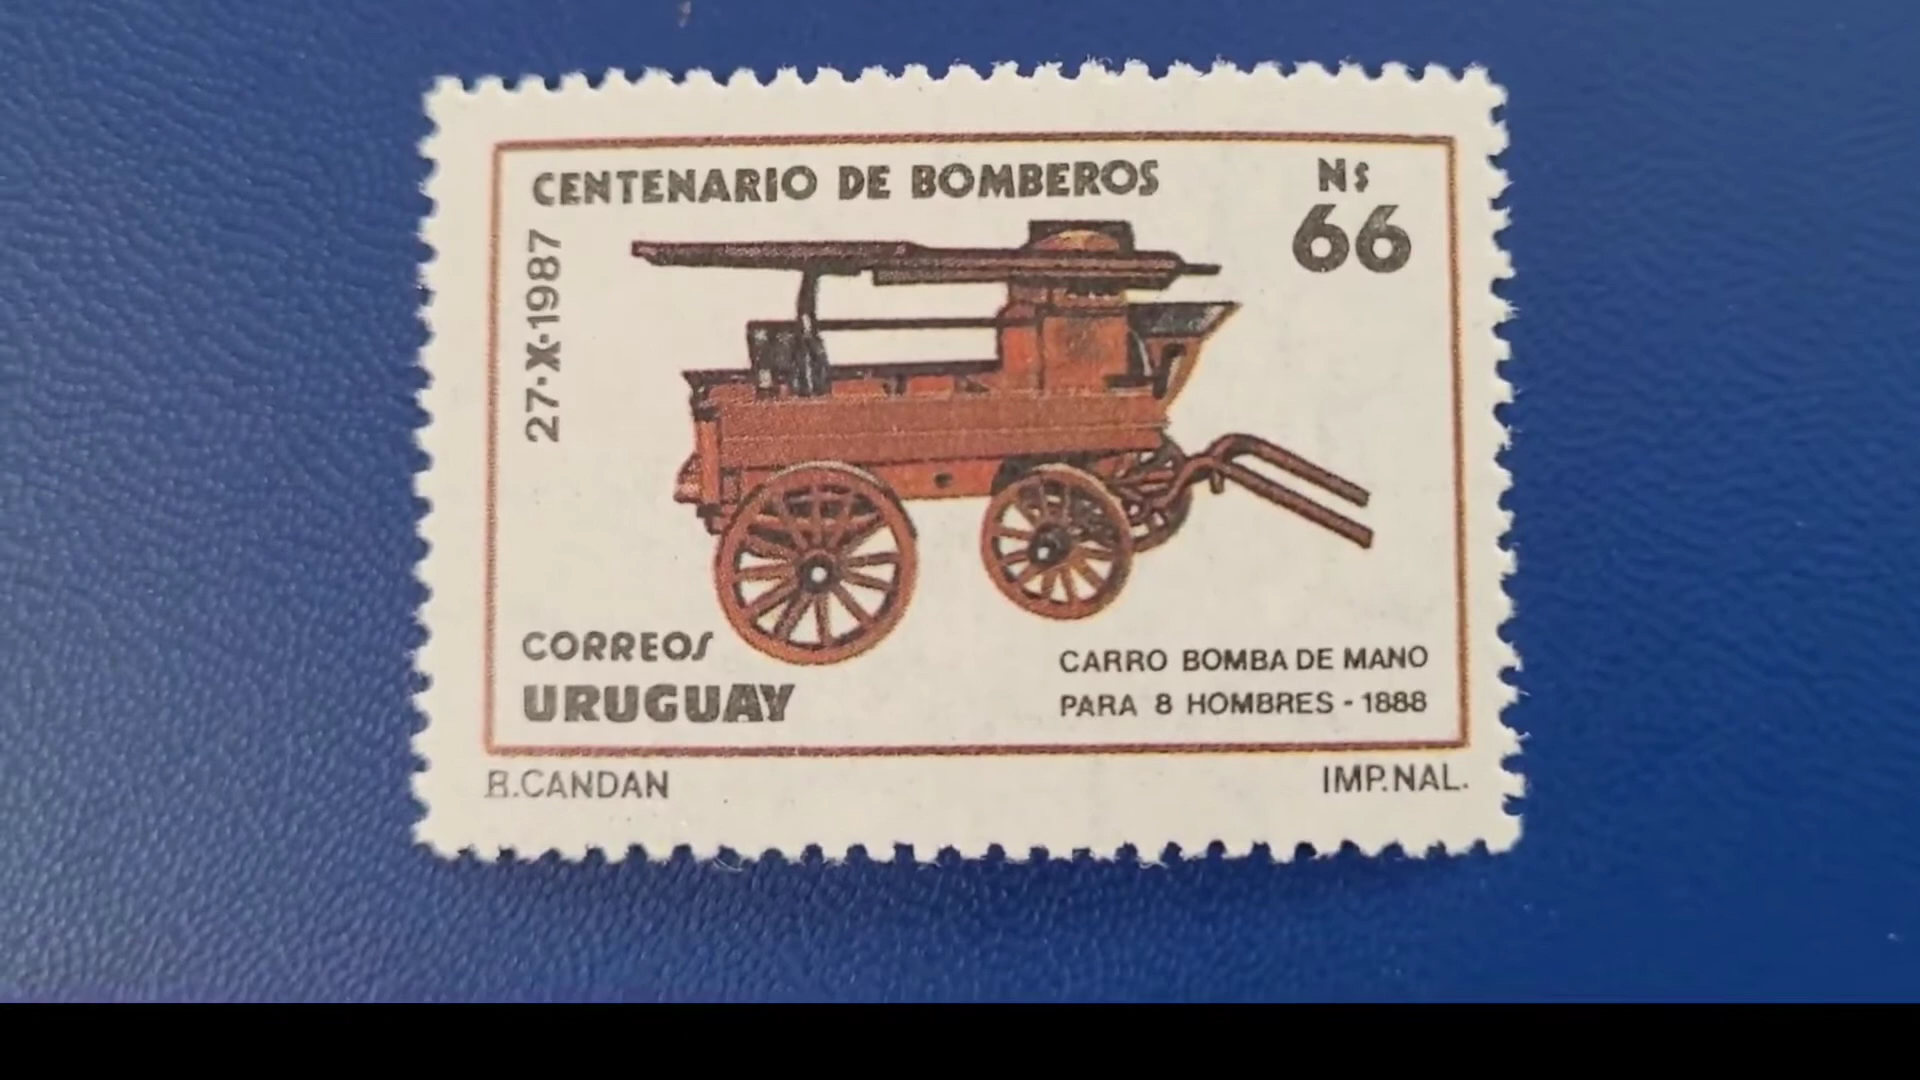 CENTENARIO DE BOMBEROS
N$
66
27·X·1987
CORREOS
URUGUAY
CARRO BOMBA DE MANO
PARA 8 HOMBRES - 1888
B.CANDAN
IMP.NAL.